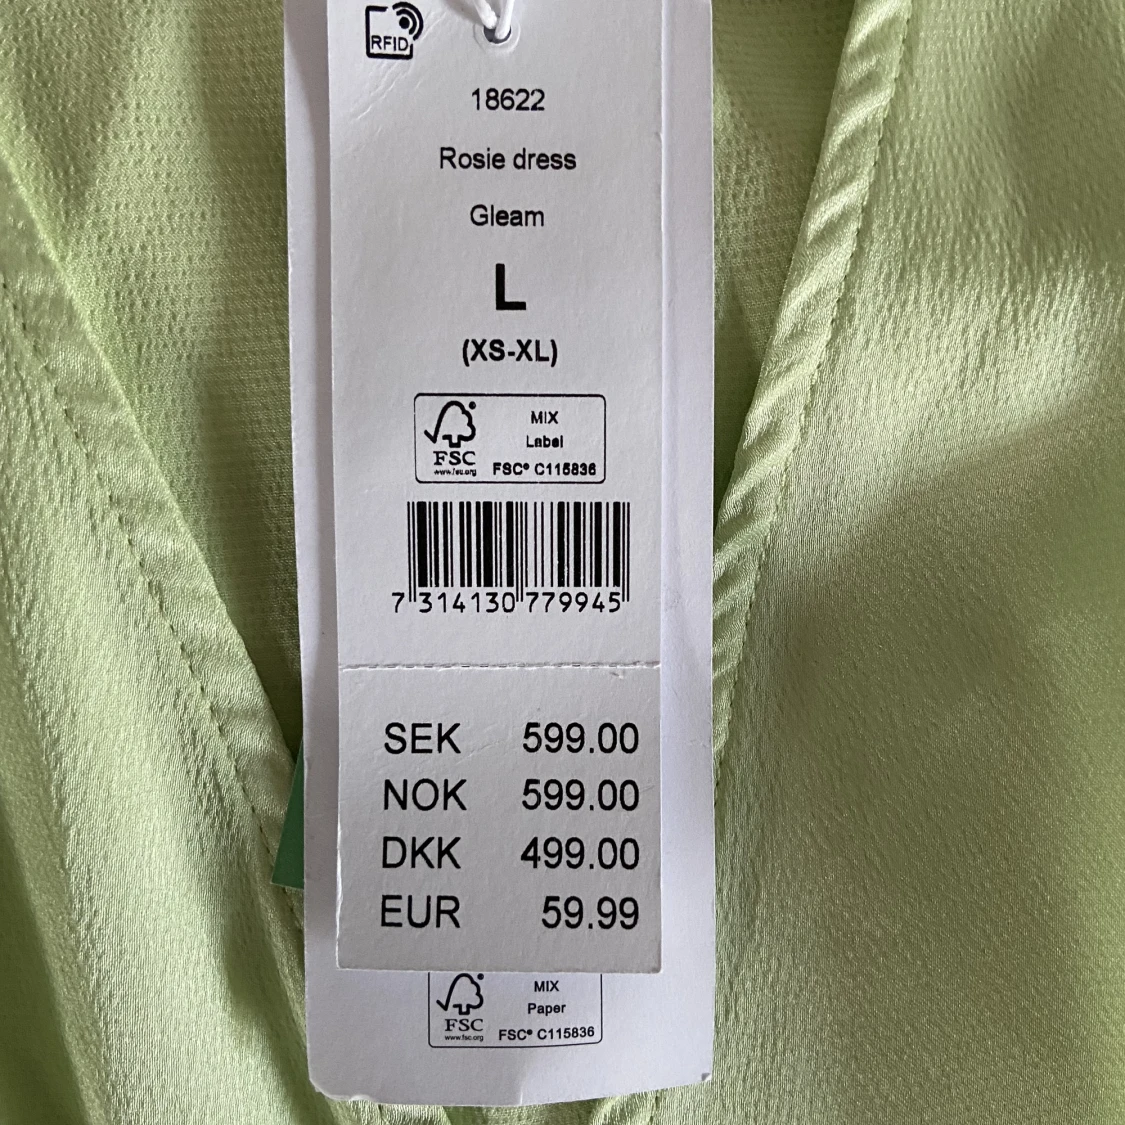 RFID
18622
Rosie dress
Gleam
L
(XS-XL)
MIX
Label
FSC
www.fsc.org
FSC® C115836
7 314130 779945
SEK 599.00
NOK 599.00
DKK 499.00
EUR 59.99
MIX
Paper
FSC
www.fsc.org
FSC® C115836